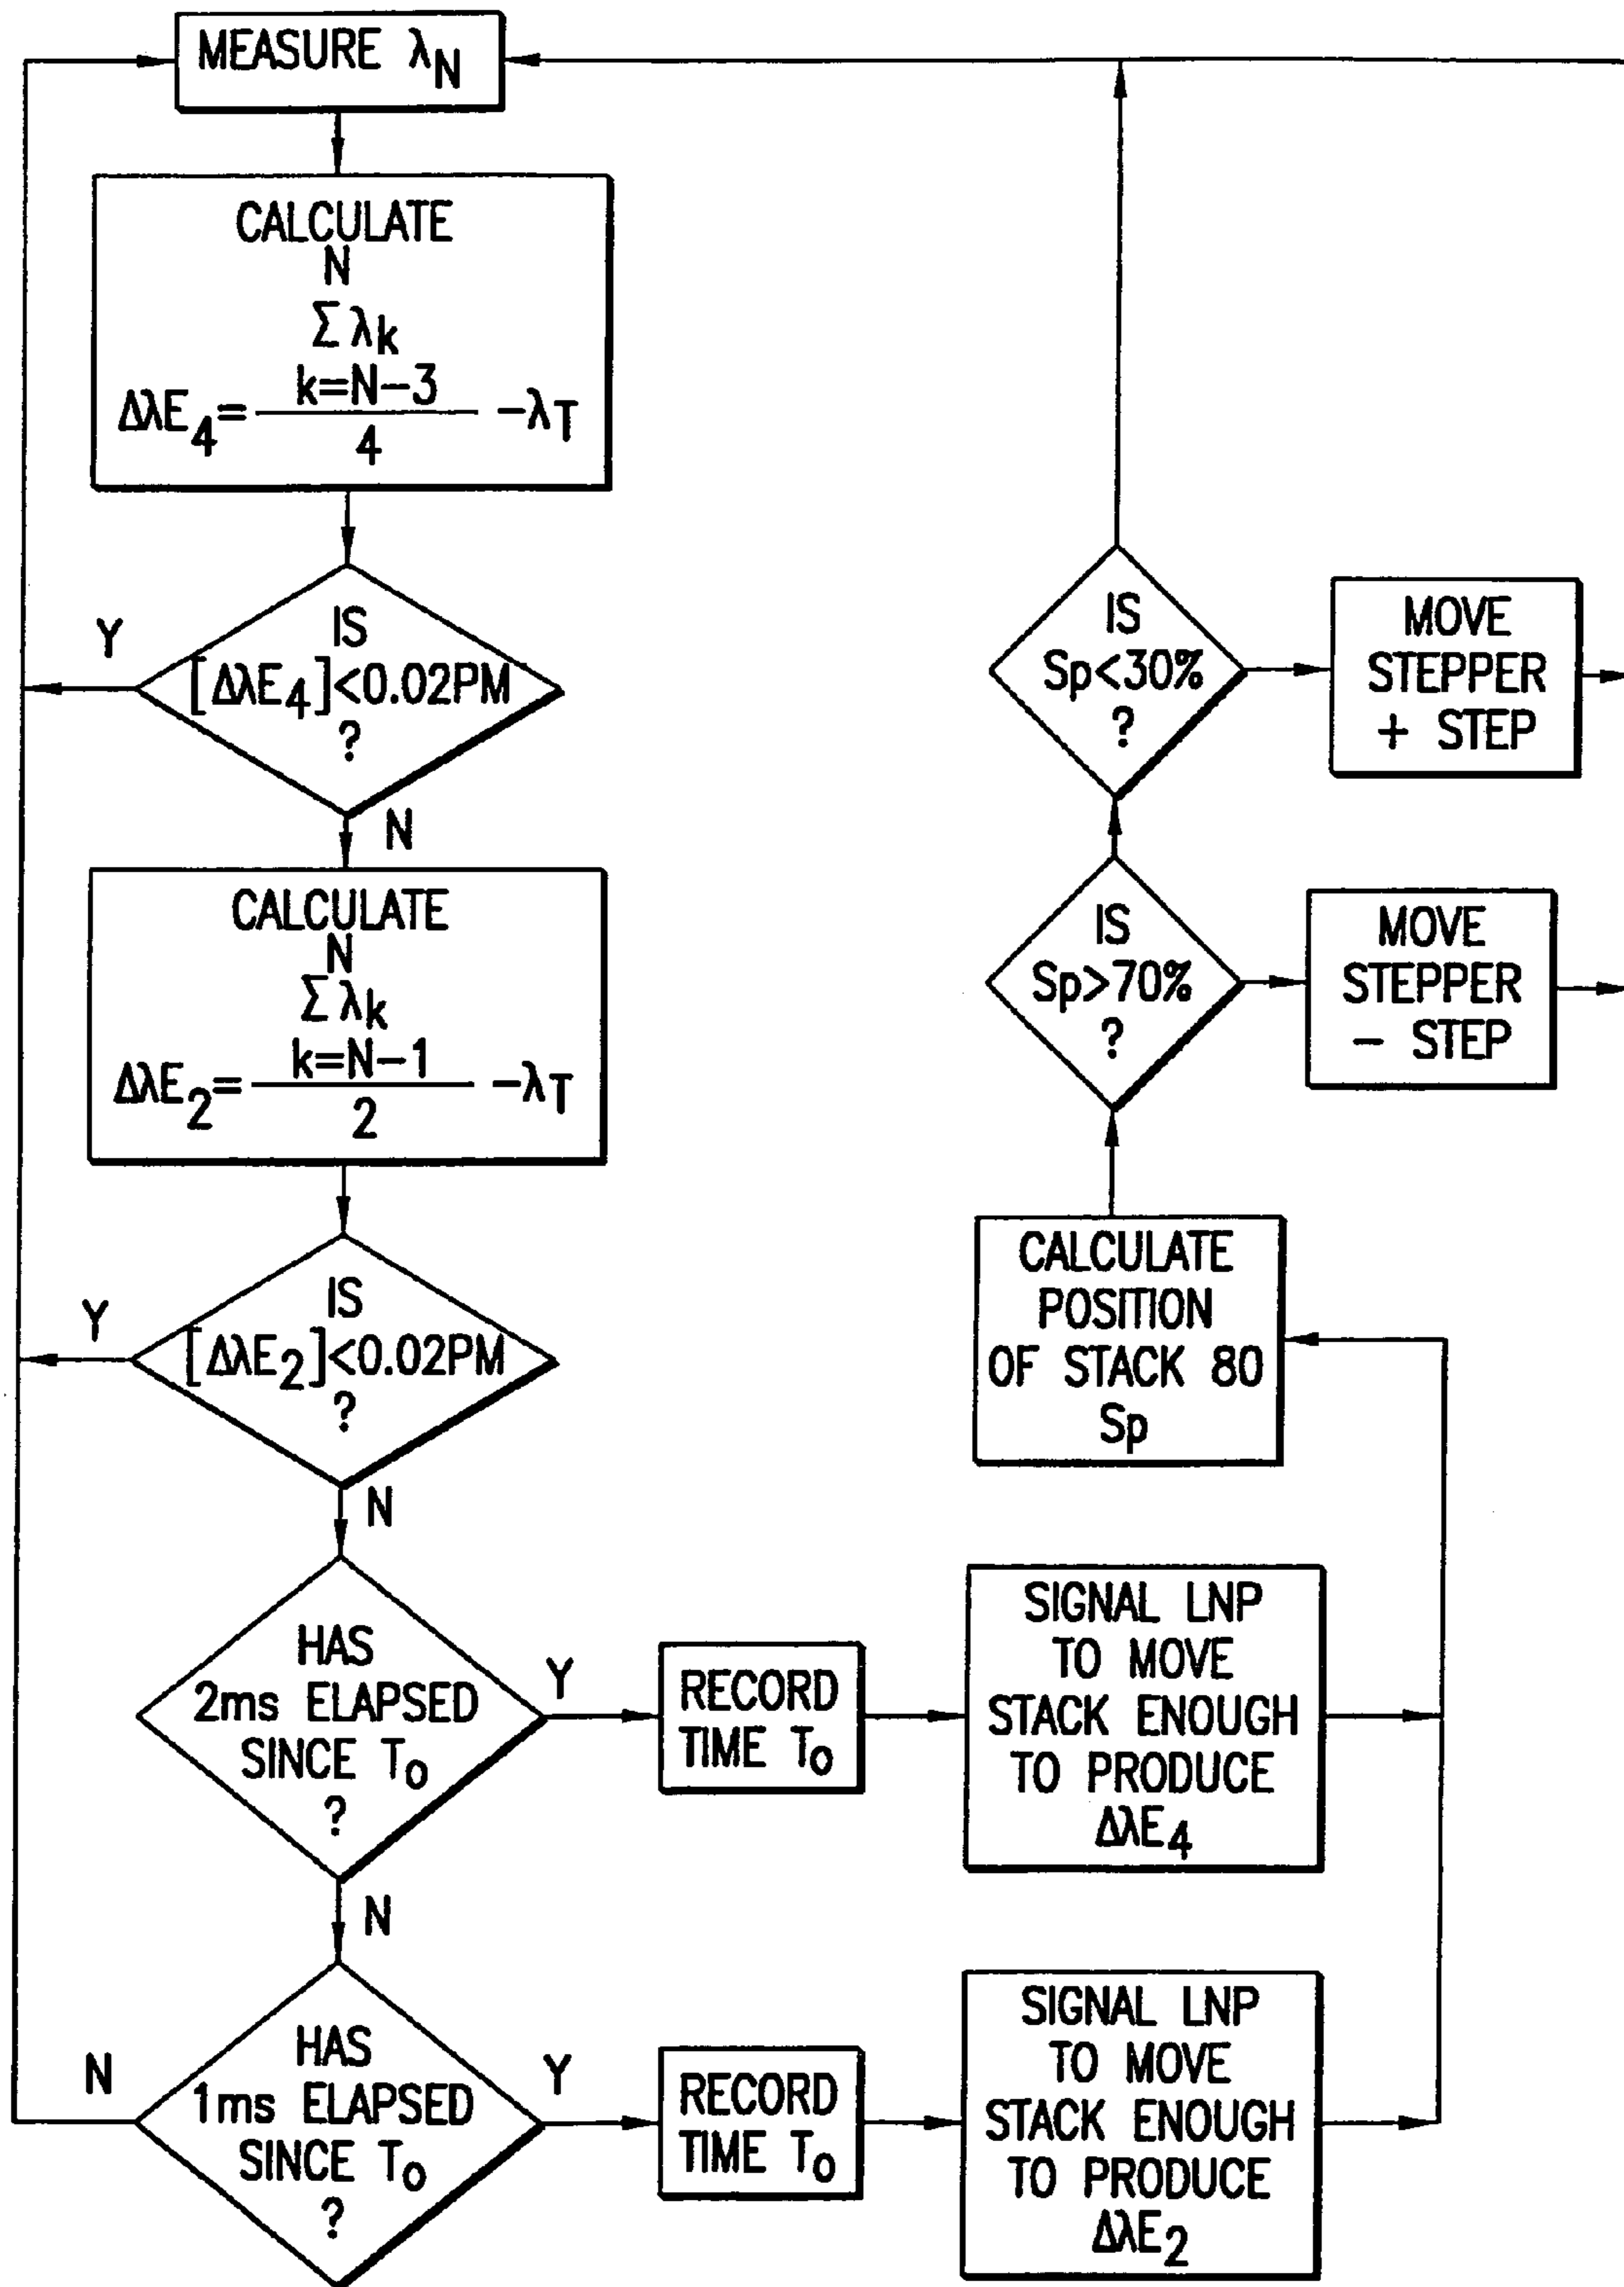 MEASURE λN
CALCULATE
N
Σ λk
k=N-3
ΔλE4= 4 -λT
IS
[ΔλE4]<0.02PM
?
Y
N
CALCULATE
N
Σ λk
k=N-1
ΔλE2= 2 -λT
IS
[ΔλE2]<0.02PM
?
Y
N
HAS
2ms ELAPSED
SINCE To
?
Y
N
RECORD
TIME To
SIGNAL LNP
TO MOVE
STACK ENOUGH
TO PRODUCE
ΔλE4
HAS
1ms ELAPSED
SINCE To
?
N
Y
RECORD
TIME To
SIGNAL LNP
TO MOVE
STACK ENOUGH
TO PRODUCE
ΔλE2
CALCULATE
POSITION
OF STACK 80
Sp
IS
Sp>70%
?
MOVE
STEPPER
- STEP
IS
Sp<30%
?
MOVE
STEPPER
+ STEP